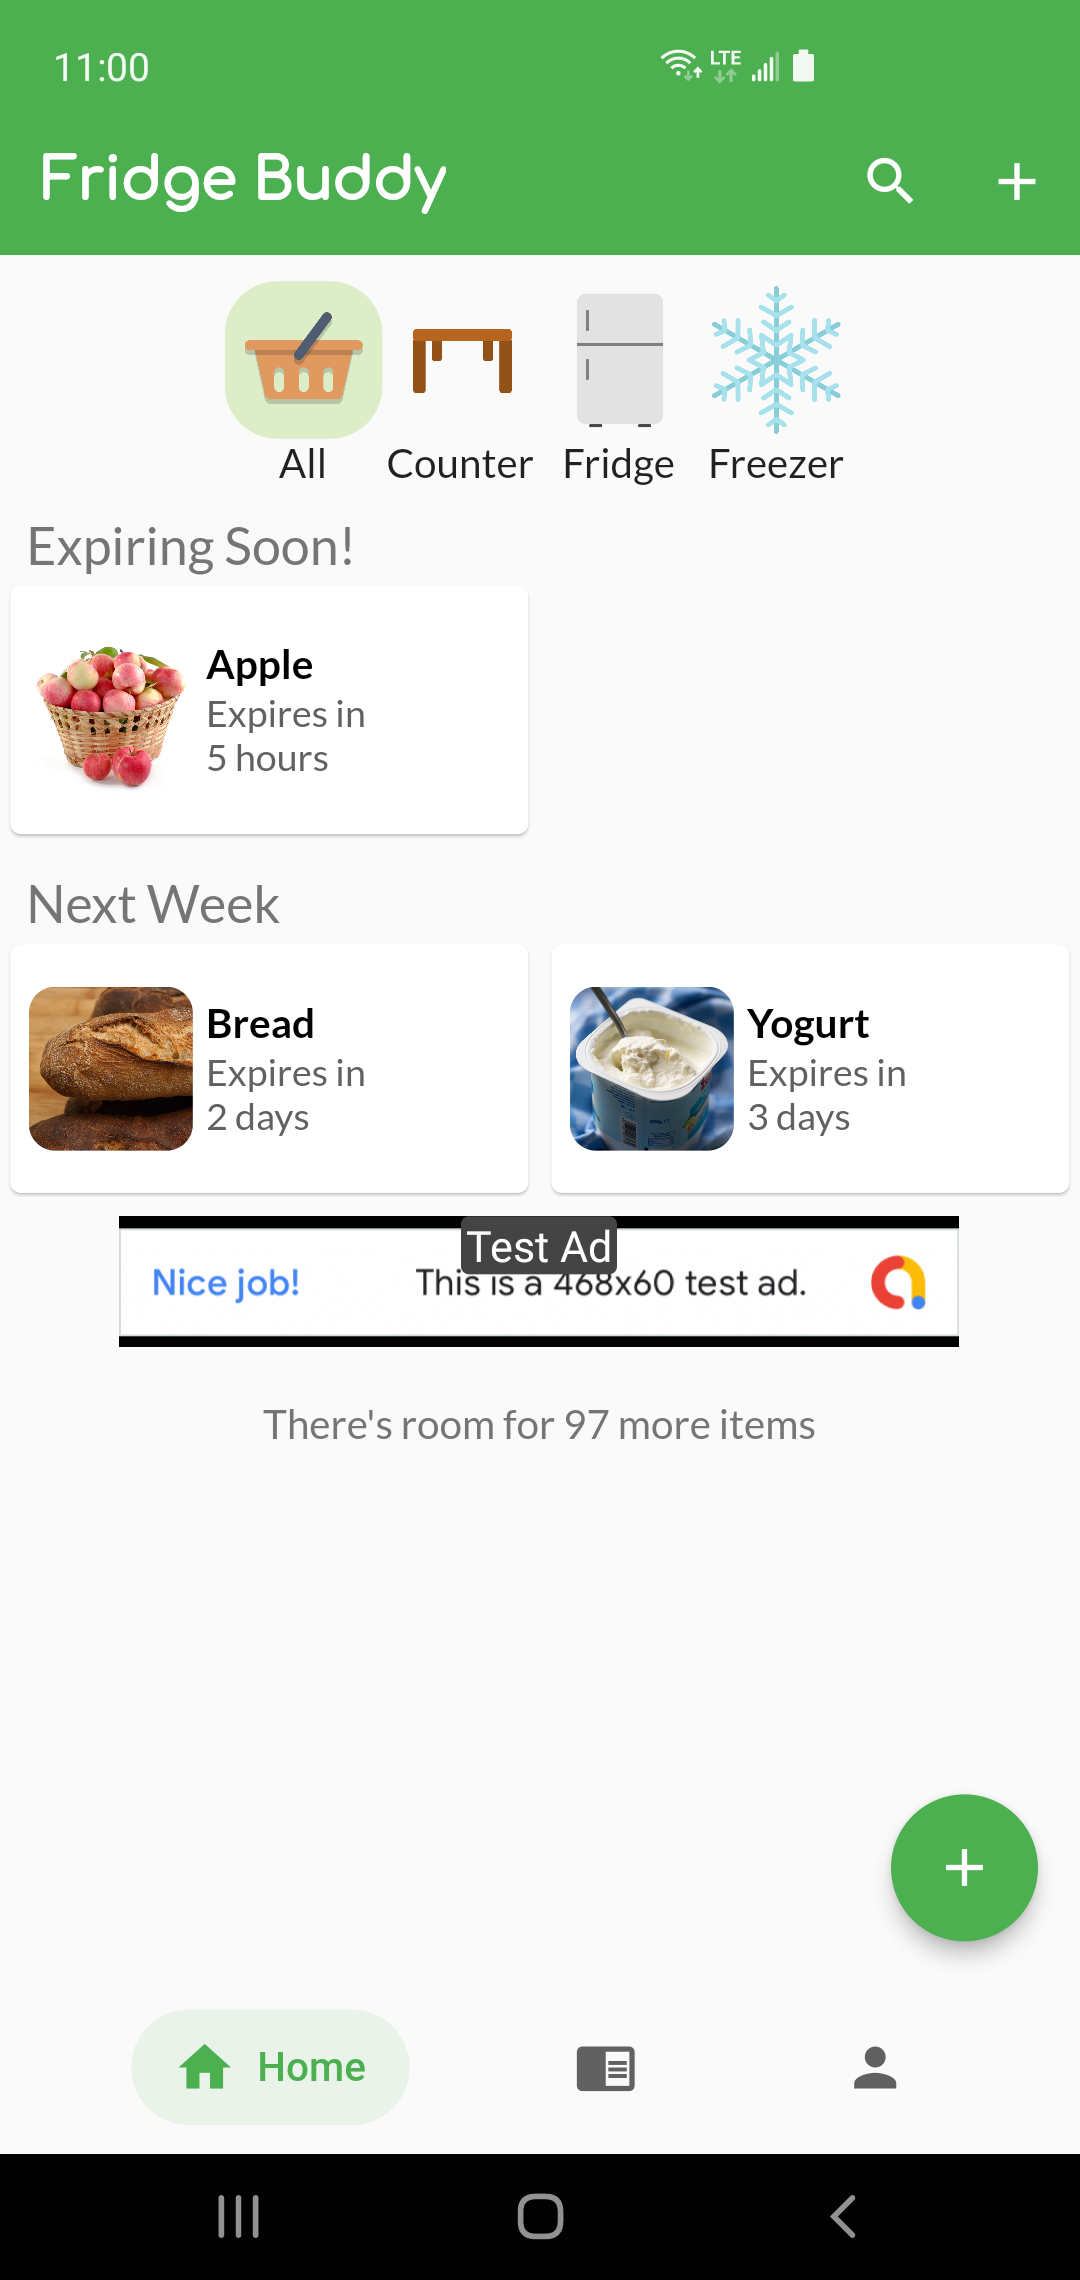 11:00
LTE
Fridge Buddy
All
Counter
Fridge
Freezer
Expiring Soon!
Apple
Expires in
5 hours
Next Week
Bread
Expires in
2 days
Yogurt
Expires in
3 days
Test Ad
Nice job!
This is a 468x60 test ad.
There's room for 97 more items
Home